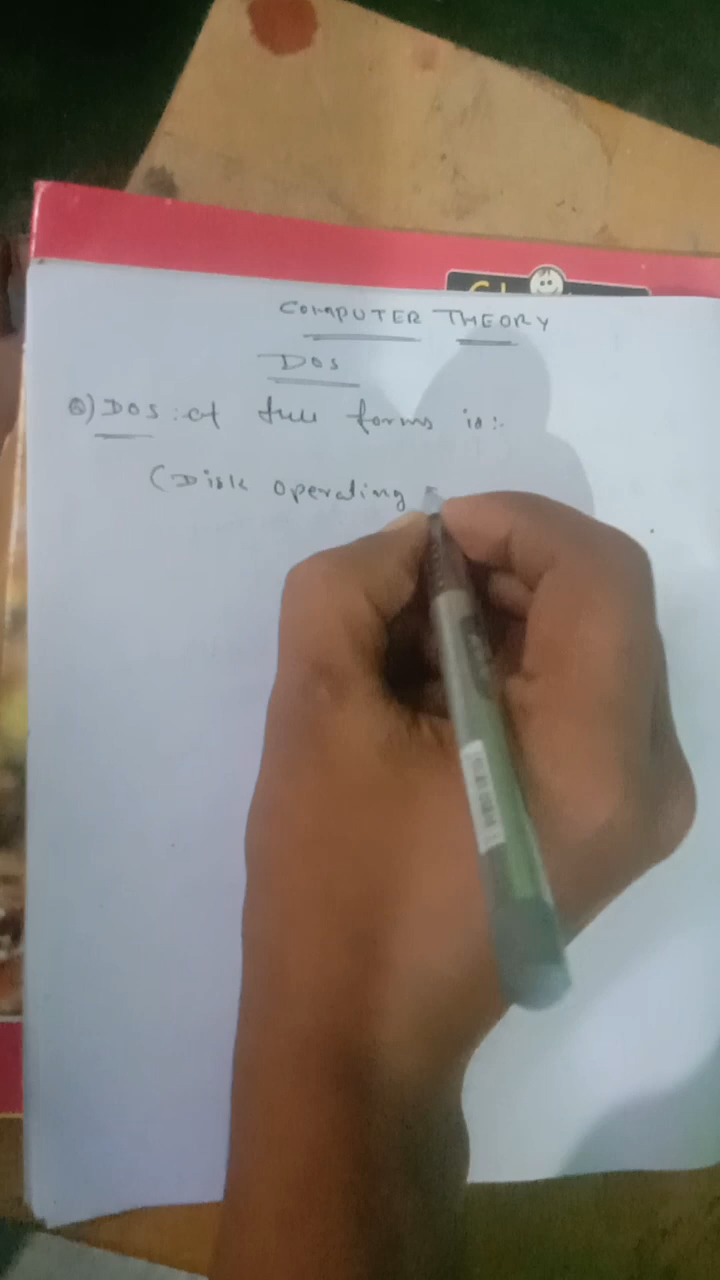 COMPUTER THEORY
DOS
Q) DOS : of full forms is :-
(Disk operating